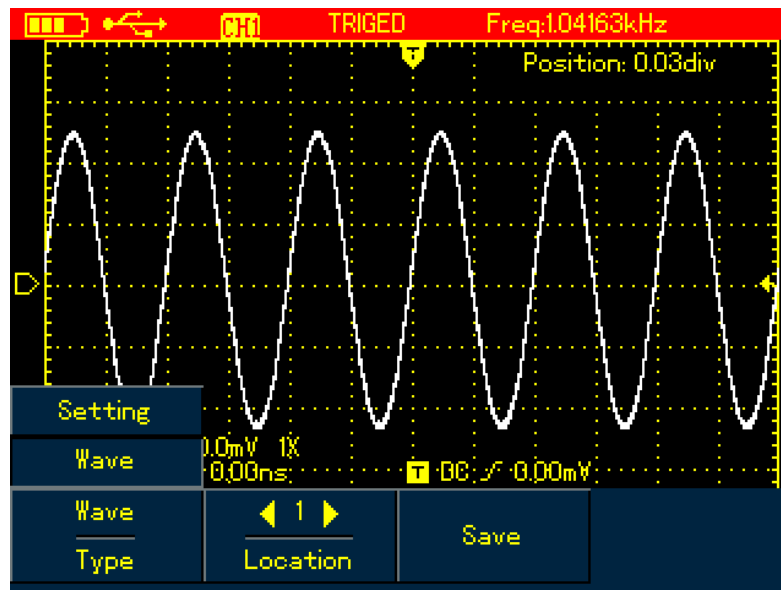 CH1 TRIGED Freq:1.04163kHz
T
Position: 0.03div
Setting
Wave
0.0mV 1X
0.00ns T DC 0.00mV
Wave 1 Save
Type Location